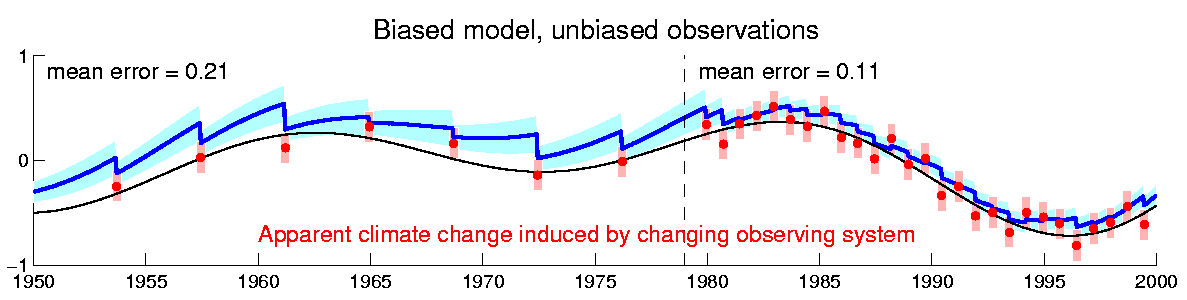 Biased model, unbiased observations
1
mean error = 0.21
mean error = 0.11
0
Apparent climate change induced by changing observing system
−1
1950 1955 1960 1965 1970 1975 1980 1985 1990 1995 2000